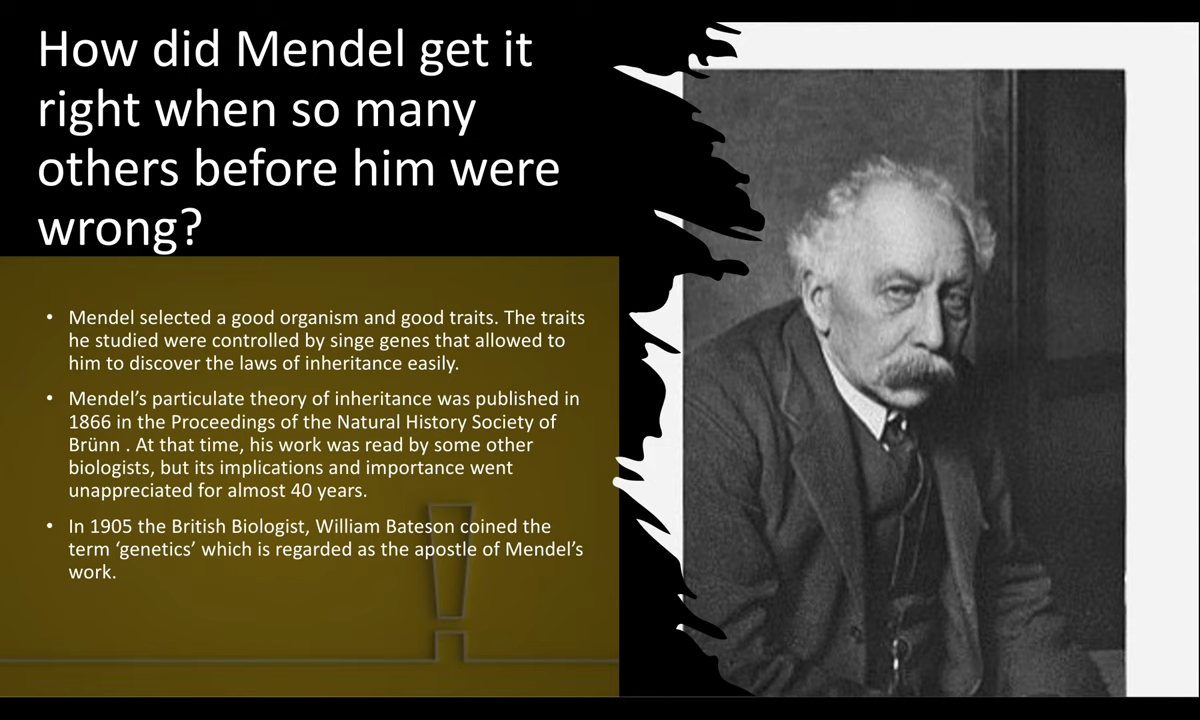 How did Mendel get it
right when so many
others before him were
wrong?
• Mendel selected a good organism and good traits. The traits
he studied were controlled by singe genes that allowed to
him to discover the laws of inheritance easily.
• Mendel’s particulate theory of inheritance was published in
1866 in the Proceedings of the Natural History Society of
Brünn . At that time, his work was read by some other
biologists, but its implications and importance went
unappreciated for almost 40 years.
• In 1905 the British Biologist, William Bateson coined the
term ‘genetics’ which is regarded as the apostle of Mendel’s
work.